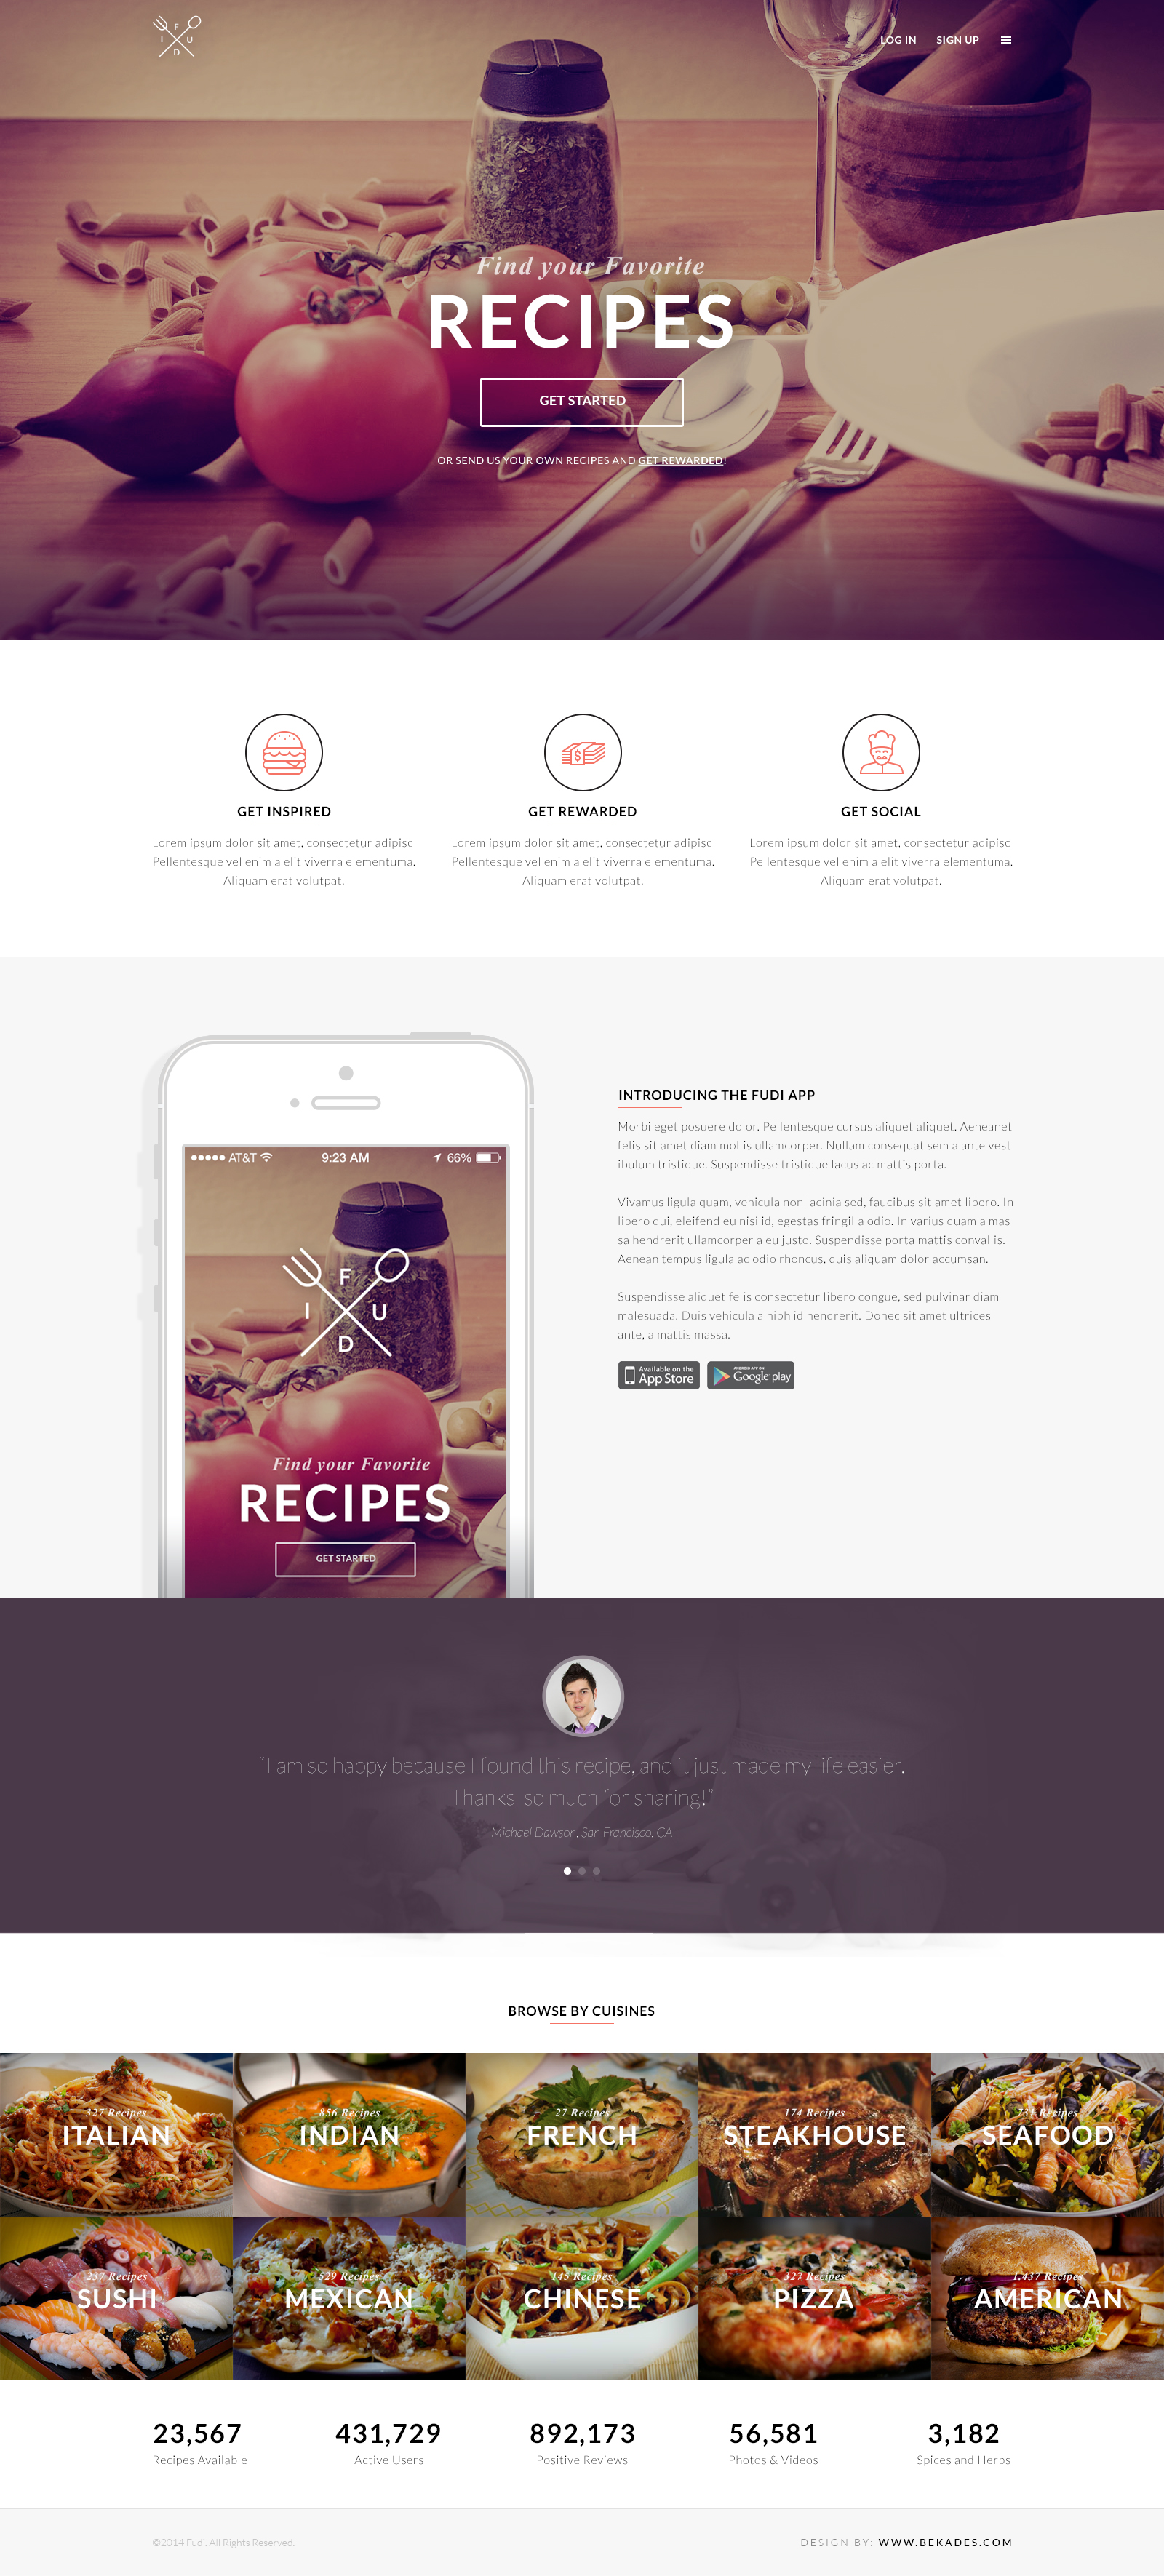 F
I U
D
LOG IN SIGN UP
Find your Favorite
RECIPES
GET STARTED
OR SEND US YOUR OWN RECIPES AND GET REWARDED!
GET INSPIRED
Lorem ipsum dolor sit amet, consectetur adipisc
Pellentesque vel enim a elit viverra elementuma.
Aliquam erat volutpat.
GET REWARDED
Lorem ipsum dolor sit amet, consectetur adipisc
Pellentesque vel enim a elit viverra elementuma.
Aliquam erat volutpat.
GET SOCIAL
Lorem ipsum dolor sit amet, consectetur adipisc
Pellentesque vel enim a elit viverra elementuma.
Aliquam erat volutpat.
AT&T 9:23 AM 66%
F
I U
D
Find your Favorite
RECIPES
GET STARTED
INTRODUCING THE FUDI APP
Morbi eget posuere dolor. Pellentesque cursus aliquet aliquet. Aeneanet
felis sit amet diam mollis ullamcorper. Nullam consequat sem a ante vest
ibulum tristique. Suspendisse tristique lacus ac mattis porta.
Vivamus ligula quam, vehicula non lacinia sed, faucibus sit amet libero. In
libero dui, eleifend eu nisi id, egestas fringilla odio. In varius quam a mas
sa hendrerit ullamcorper a eu justo. Suspendisse porta mattis convallis.
Aenean tempus ligula ac odio rhoncus, quis aliquam dolor accumsan.
Suspendisse aliquet felis consectetur libero congue, sed pulvinar diam
malesuada. Duis vehicula a nibh id hendrerit. Donec sit amet ultrices
ante, a mattis massa.
Available on the
App Store
ANDROID APP ON
Google play
“I am so happy because I found this recipe, and it just made my life easier.
Thanks so much for sharing!”
- Michael Dawson, San Francisco, CA -
BROWSE BY CUISINES
327 Recipes
ITALIAN
856 Recipes
INDIAN
27 Recipes
FRENCH
174 Recipes
STEAKHOUSE
Recipes
SEAFOOD
237 Recipes
SUSHI
529 Recipes
MEXICAN
145 Recipes
CHINESE
327 Recipes
PIZZA
1.437 Recipes
AMERICAN
23,567
Recipes Available
431,729
Active Users
892,173
Positive Reviews
56,581
Photos & Videos
3,182
Spices and Herbs
©2014 Fudi. All Rights Reserved.
DESIGN BY: WWW.BEKADES.COM